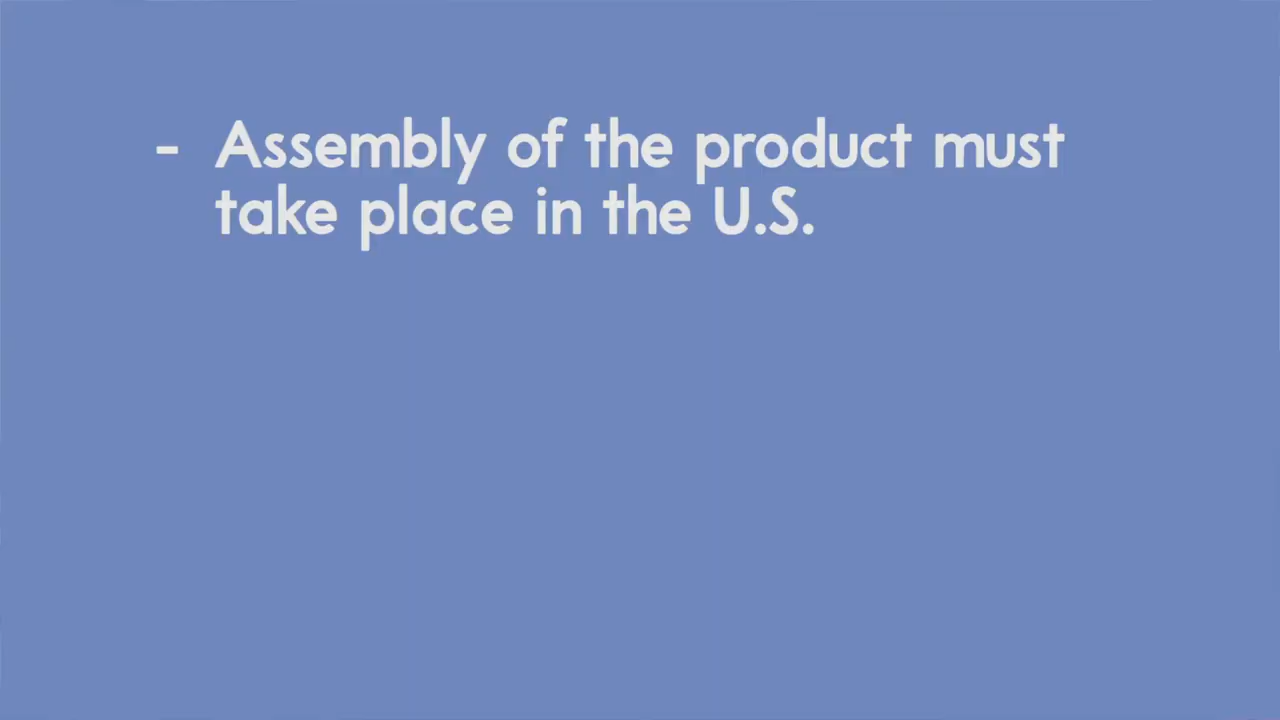 - Assembly of the product must
take place in the U.S.